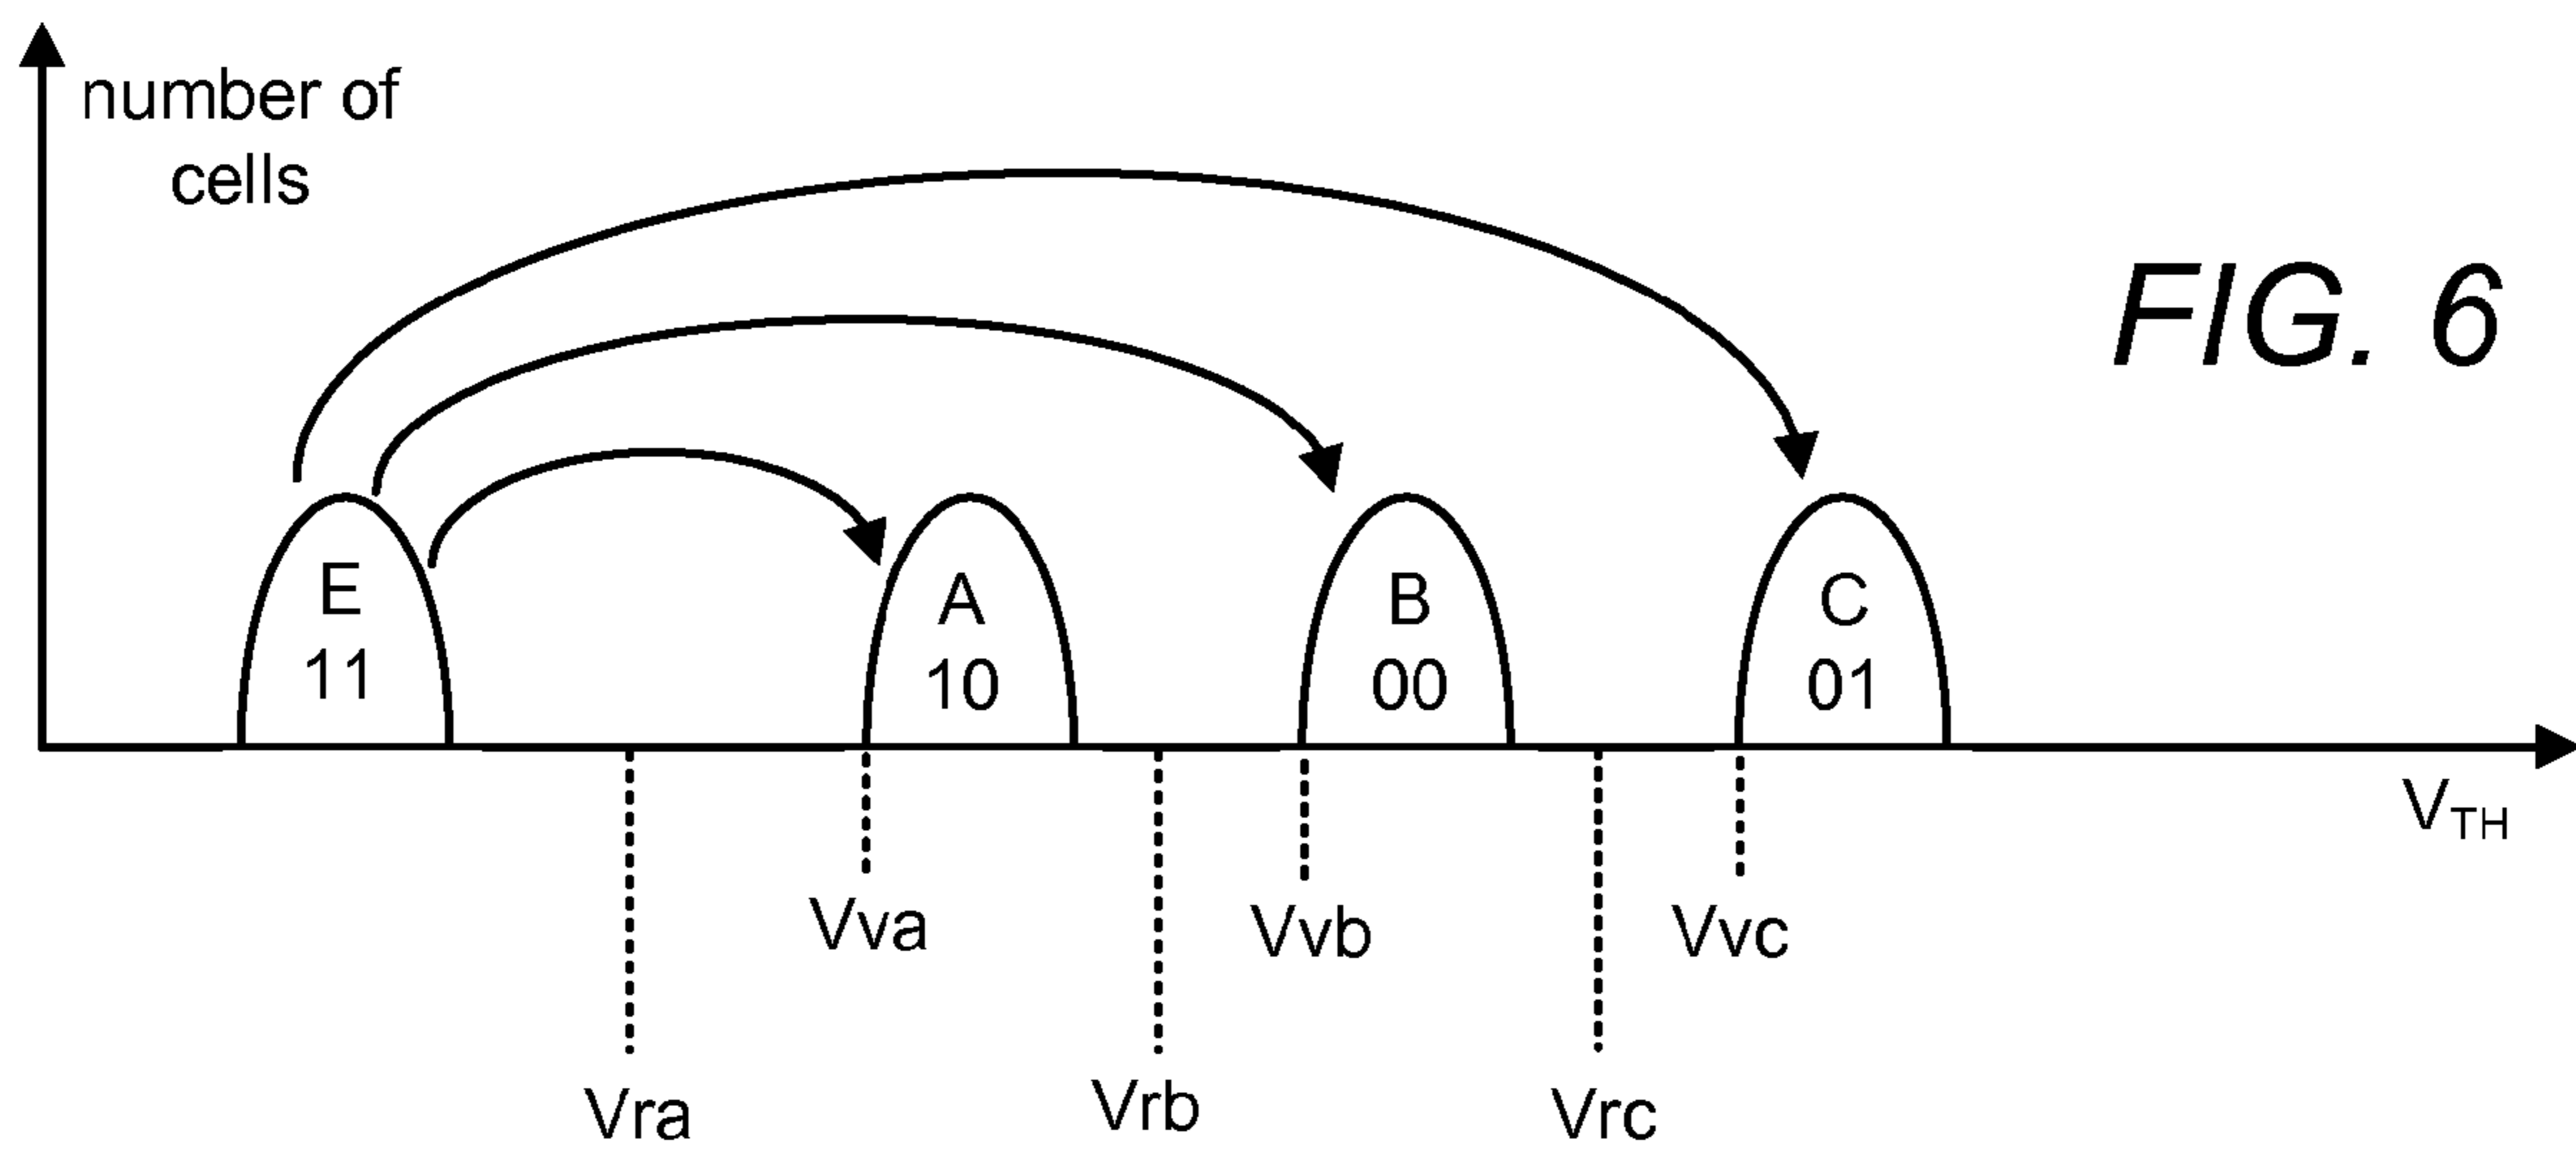 number of
cells
FIG. 6
E
11
A
10
B
00
C
01
VTH
Vva
Vvb
Vvc
Vra
Vrb
Vrc